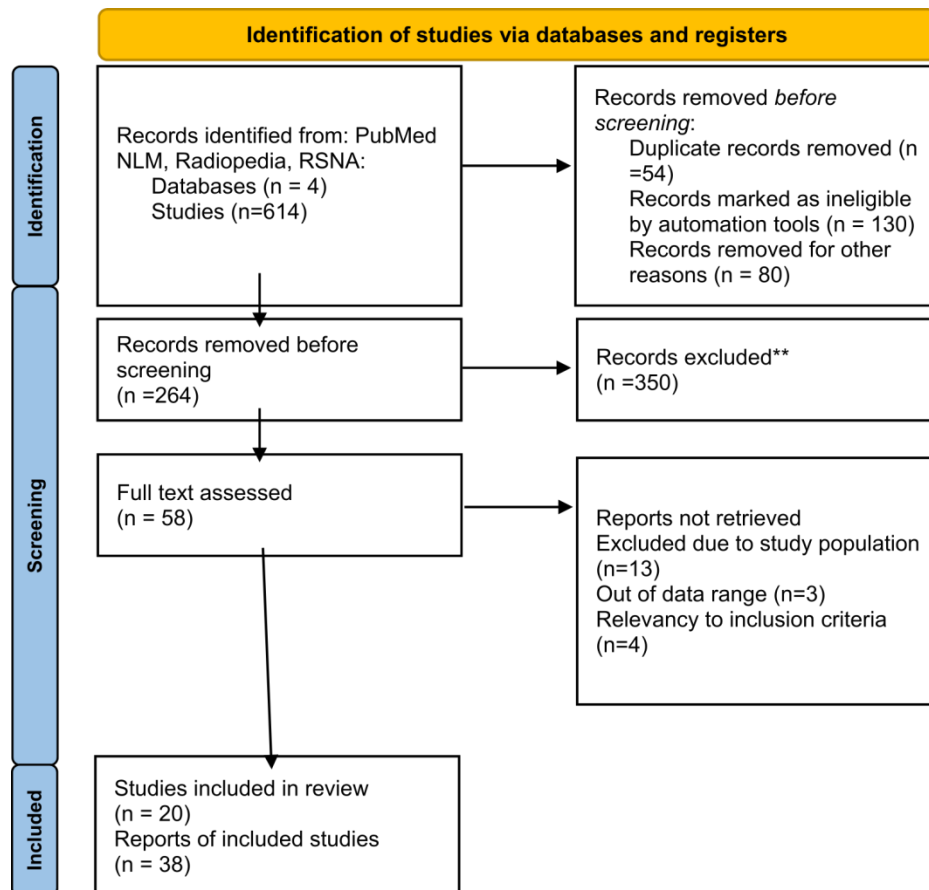 Identification of studies via databases and registers
Identification
Records identified from: PubMed
NLM, Radiopedia, RSNA:
Databases (n = 4)
Studies (n=614)
Records removed before
screening:
Duplicate records removed (n
=54)
Records marked as ineligible
by automation tools (n = 130)
Records removed for other
reasons (n = 80)
Screening
Records removed before
screening
(n =264)
Records excluded**
(n =350)
Full text assessed
(n = 58)
Reports not retrieved
Excluded due to study population
(n=13)
Out of data range (n=3)
Relevancy to inclusion criteria
(n=4)
Included
Studies included in review
(n = 20)
Reports of included studies
(n = 38)